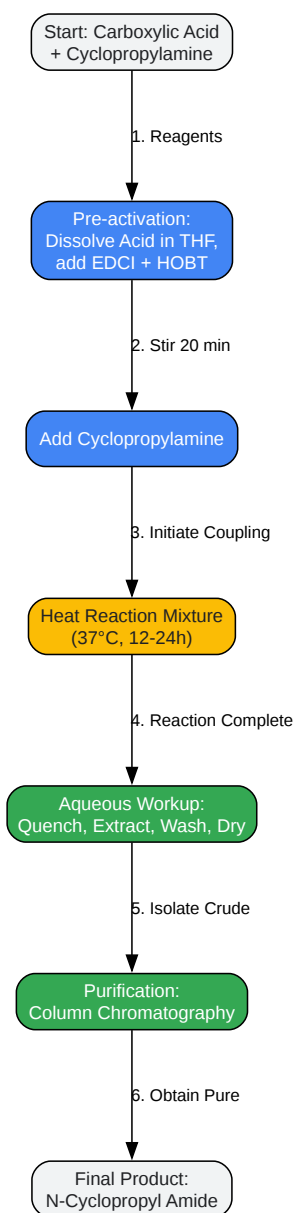 Start: Carboxylic Acid
+ Cyclopropylamine
1. Reagents
Pre-activation:
Dissolve Acid in THF,
add EDCI + HOBT
2. Stir 20 min
Add Cyclopropylamine
3. Initiate Coupling
Heat Reaction Mixture
(37°C, 12-24h)
4. Reaction Complete
Aqueous Workup:
Quench, Extract, Wash, Dry
5. Isolate Crude
Purification:
Column Chromatography
6. Obtain Pure
Final Product:
N-Cyclopropyl Amide